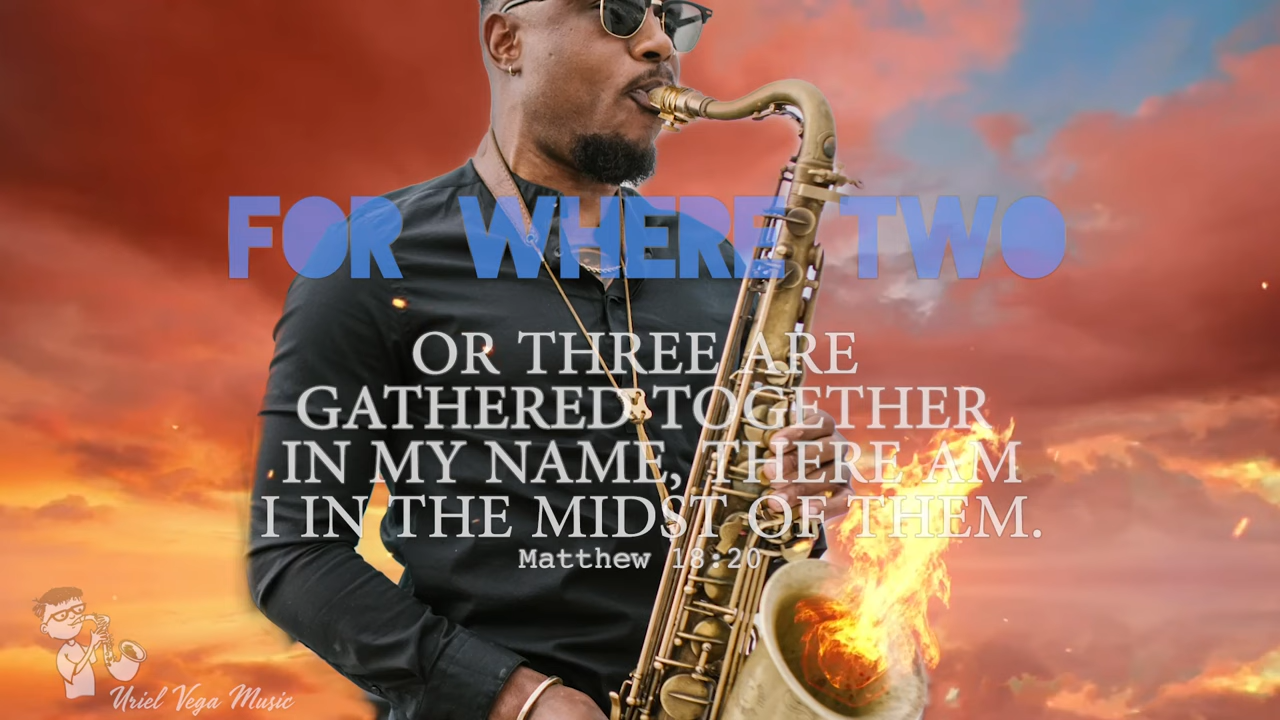 FOR WHERE TWO
OR THREE ARE
GATHERED TOGETHER
IN MY NAME, THERE AM
I IN THE MIDST OF THEM.
Matthew 18:20
Uriel Vega Music